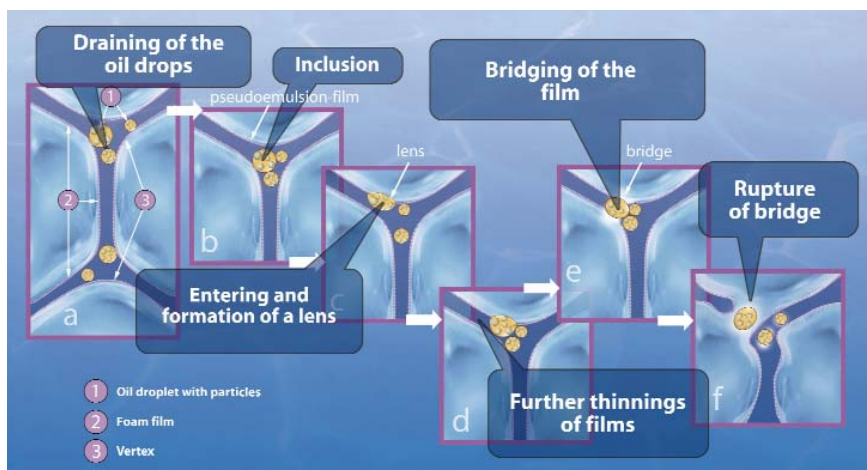 Draining of the
oil drops
Inclusion
pseudoemulsion-film
Bridging of the
film
lens
bridge
Rupture
of bridge
1
2
3
a
b
Entering and
formation of a lens
c
d
e
f
Further thinnings
of films
1 Oil droplet with particles
2 Foam film
3 Vertex